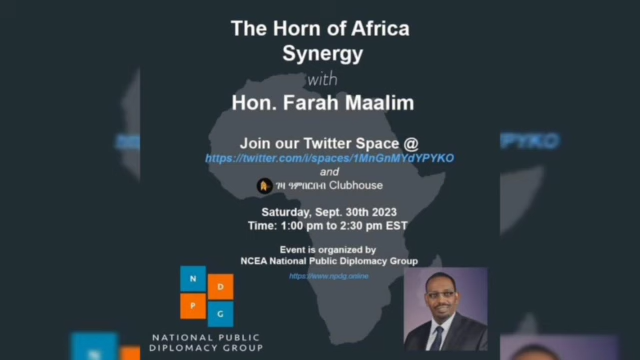 The Horn of Africa
Synergy
with
Hon. Farah Maalim
Join our Twitter Space @
https://twitter.com/i/spaces/1MnGnMYdYPYKO
and
Clubhouse
Saturday, Sept. 30th 2023
Time: 1:00 pm to 2:30 pm EST
Event is organized by
NCEA National Public Diplomacy Group
https://www.npdg.online
N D
P G
NATIONAL PUBLIC
DIPLOMACY GROUP